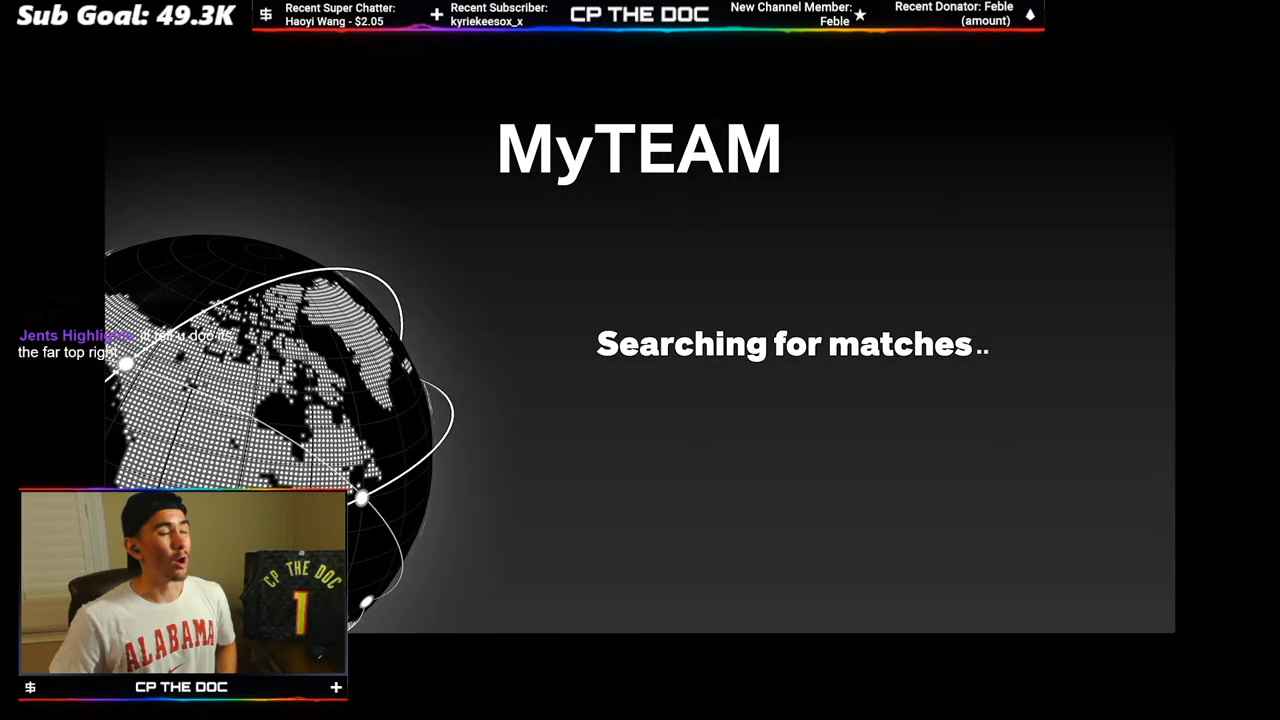 Sub Goal: 49.3K
Recent Super Chatter:
Haoyi Wang - $2.05
Recent Subscriber:
kyriekeesox_x
CP THE DOC
New Channel Member:
Feble
Recent Donator: Feble
(amount)
MyTEAM
Searching for matches..
Jents Highlights:
the far top right
CP THE DOC
1
ALABAMA
CP THE DOC